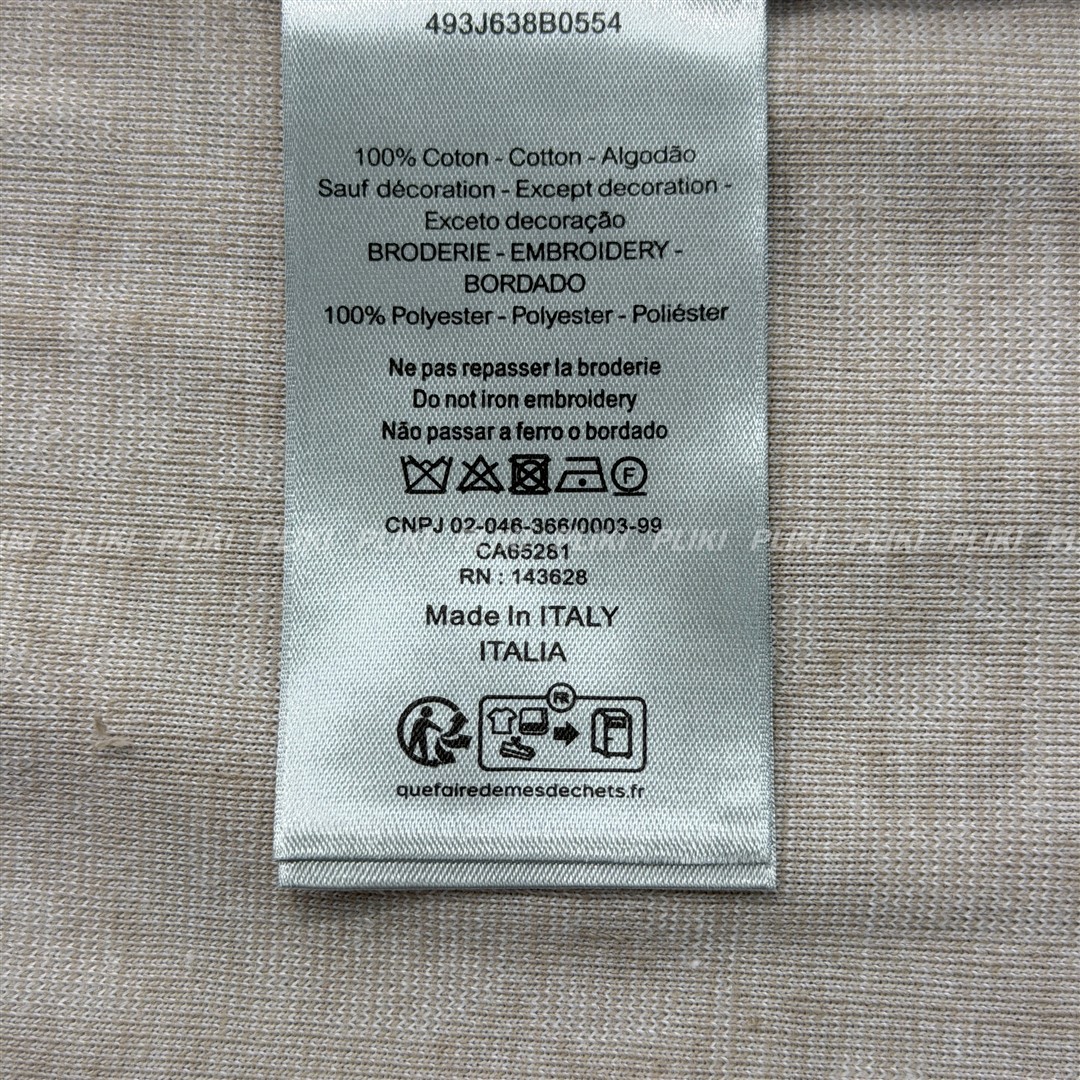 493J638B0554
100% Coton - Cotton - Algodão
Sauf décoration - Except decoration -
Exceto decoração
BRODERIE - EMBROIDERY -
BORDADO
100% Polyester - Polyester - Poliéster
Ne pas repasser la broderie
Do not iron embroidery
Não passar a ferro o bordado
F
CNPJ 02-046-366/0003-99
CA65281
RN : 143628
Made In ITALY
ITALIA
FR
quefairedemesdechets.fr